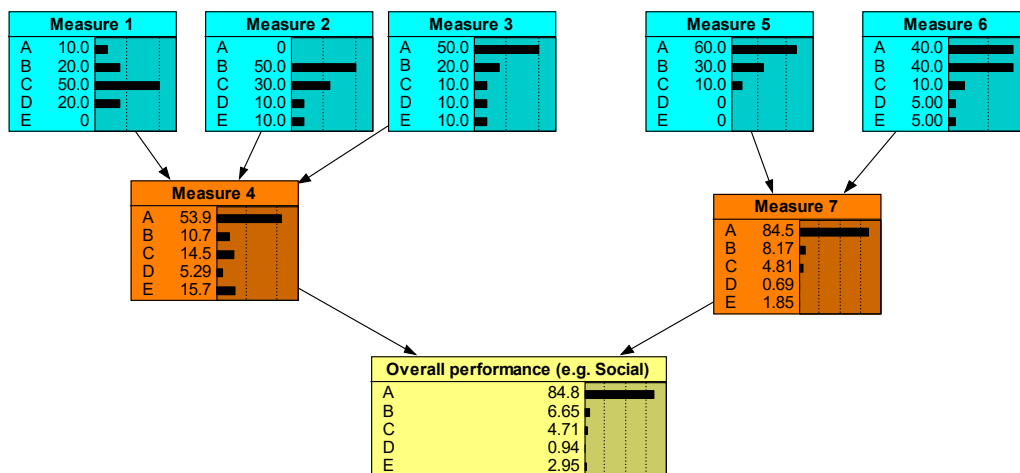 Measure 1
A 10.0
B 20.0
C 50.0
D 20.0
E 0
Measure 2
A 0
B 50.0
C 30.0
D 10.0
E 10.0
Measure 3
A 50.0
B 20.0
C 10.0
D 10.0
E 10.0
Measure 5
A 60.0
B 30.0
C 10.0
D 0
E 0
Measure 6
A 40.0
B 40.0
C 10.0
D 5.00
E 5.00
Measure 4
A 53.9
B 10.7
C 14.5
D 5.29
E 15.7
Measure 7
A 84.5
B 8.17
C 4.81
D 0.69
E 1.85
Overall performance (e.g. Social)
A 84.8
B 6.65
C 4.71
D 0.94
E 2.95